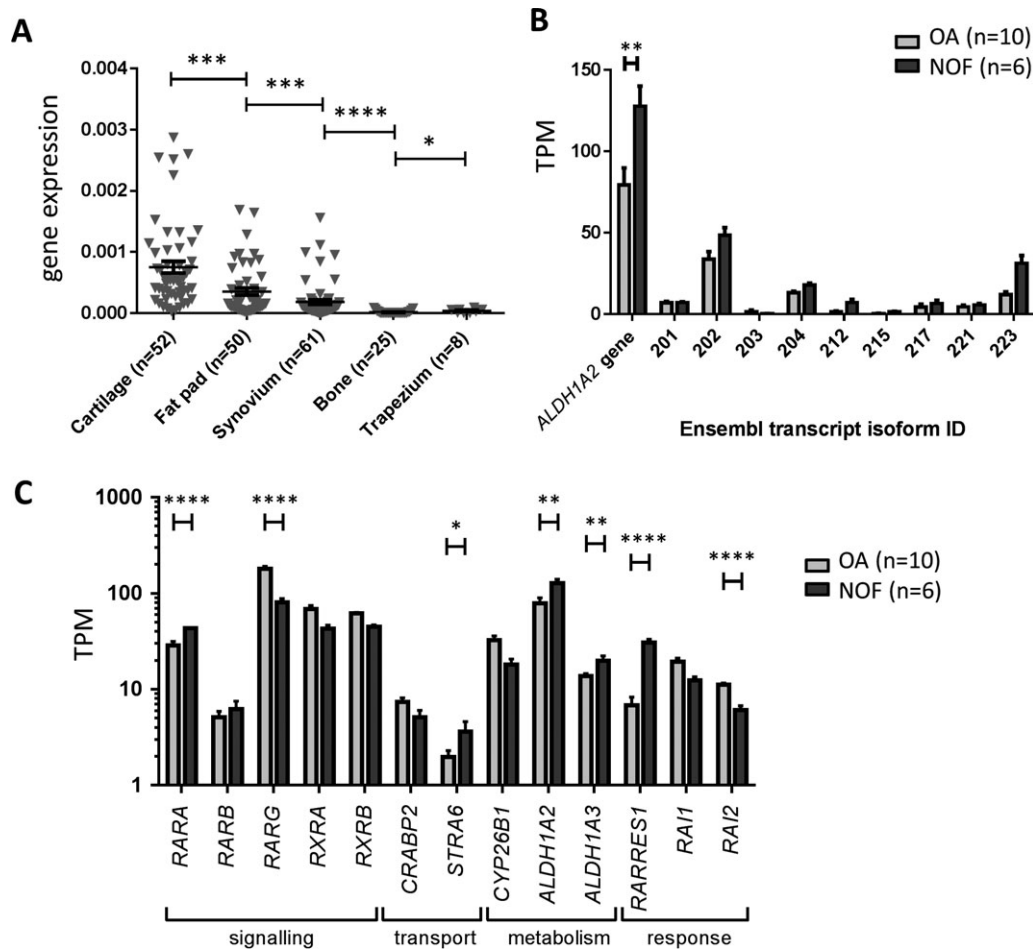 A
gene expression
0.004
0.003
0.002
0.001
0.000
***
***
****
*
Cartilage (n=52)
Fat pad (n=50)
Synovium (n=61)
Bone (n=25)
Trapezium (n=8)
B
OA (n=10)
NOF (n=6)
**
TPM
150
100
50
0
ALDH1A2 gene
201
202
203
204
212
215
217
221
223
Ensembl transcript isoform ID
C
TPM
1000
100
10
1
****
****
*
**
**
****
****
OA (n=10)
NOF (n=6)
RARA
RARB
RARG
RXRA
RXRB
CRABP2
STRA6
CYP26B1
ALDH1A2
ALDH1A3
RARRES1
RAI1
RAI2
signalling
transport
metabolism
response